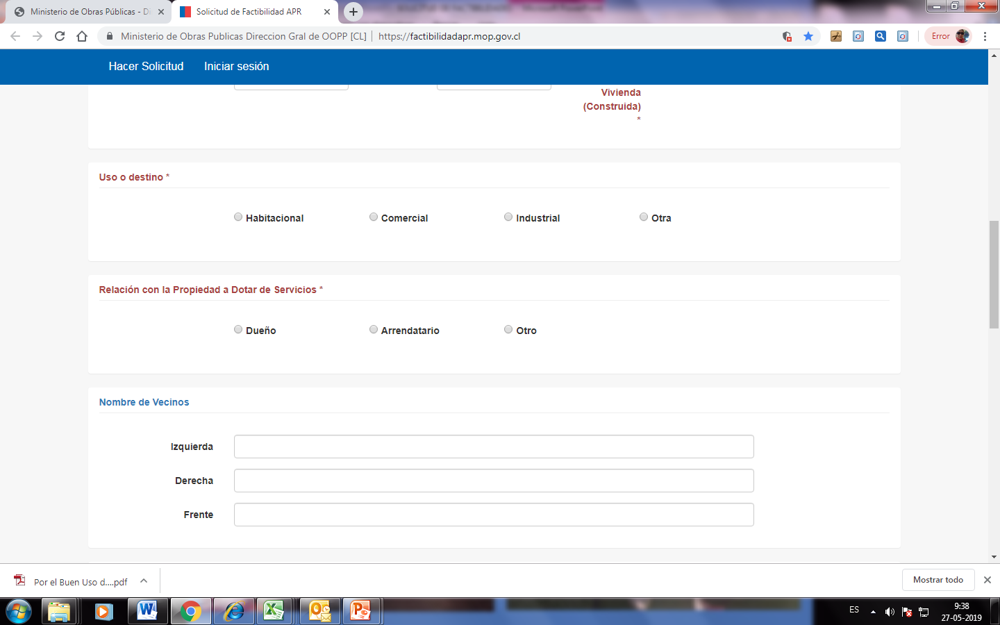 Ministerio de Obras Públicas - Di
Solicitud de Factibilidad APR
Ministerio de Obras Publicas Direccion Gral de OOPP [CL] | https://factibilidadapr.mop.gov.cl
Error
Hacer Solicitud
Iniciar sesión
Vivienda
(Construida)
*
Uso o destino *
Habitacional
Comercial
Industrial
Otra
Relación con la Propiedad a Dotar de Servicios *
Dueño
Arrendatario
Otro
Nombre de Vecinos
Izquierda
Derecha
Frente
Por el Buen Uso d....pdf
Mostrar todo
ES
9:38
27-05-2019